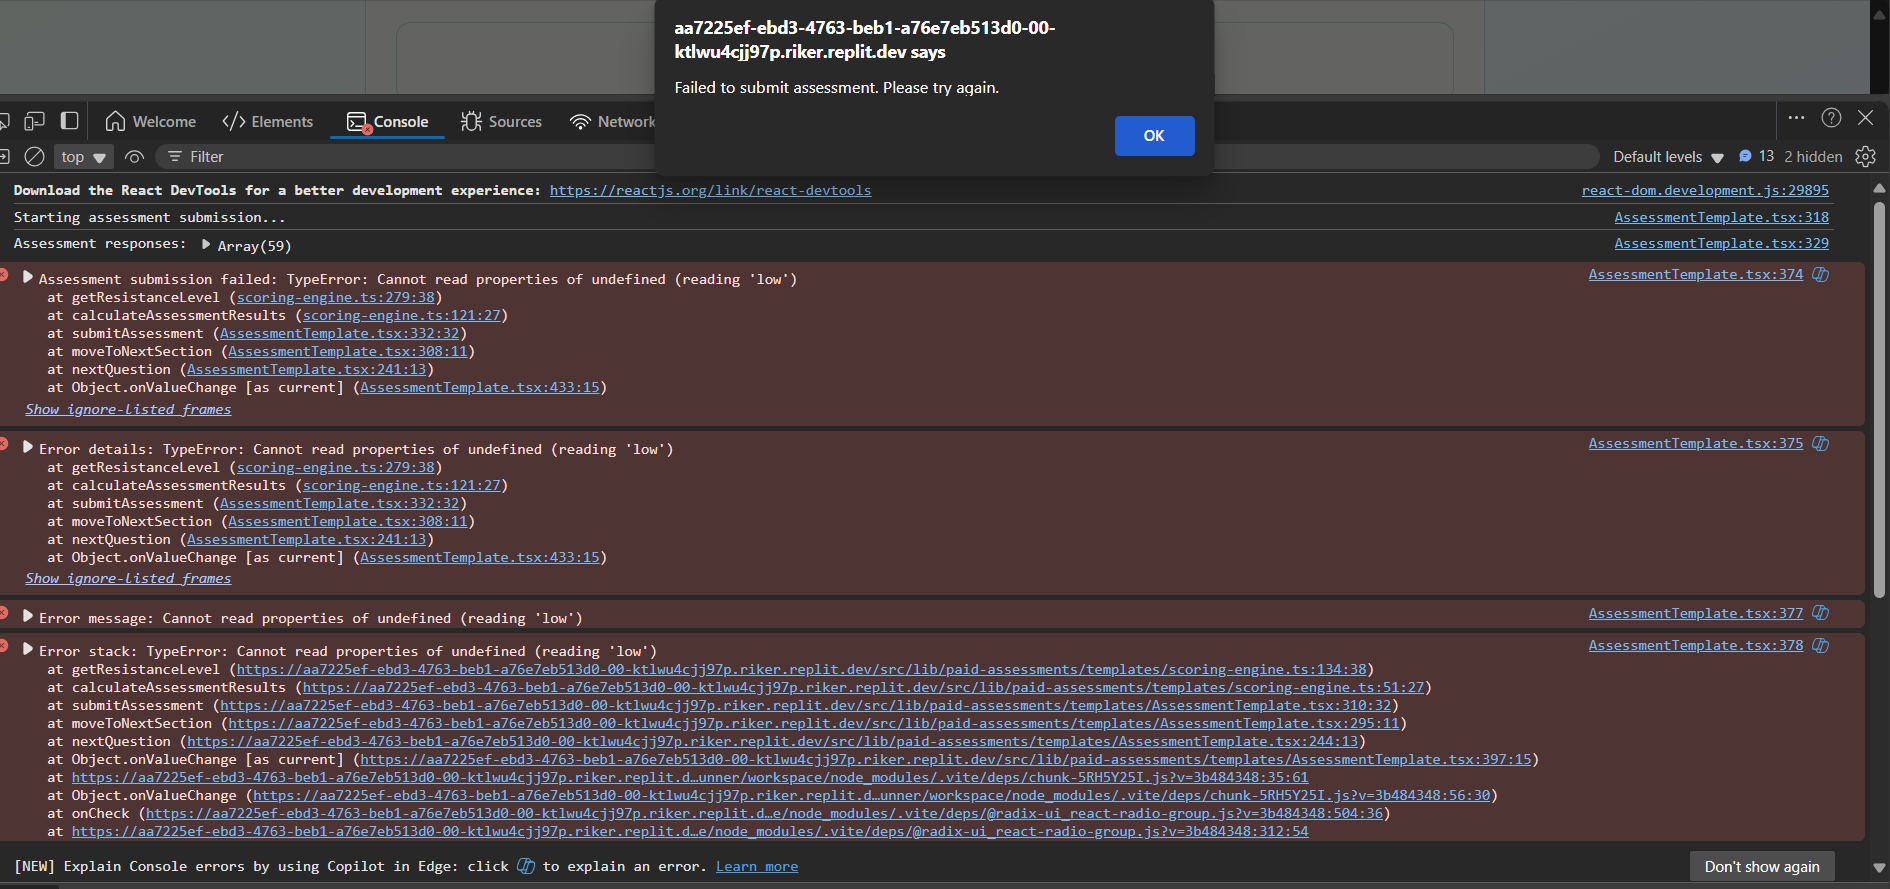 aa7225ef-ebd3-4763-beb1-a76e7eb513d0-00-
ktlwu4cjj97p.riker.replit.dev says
Failed to submit assessment. Please try again.
OK
Welcome Elements Console Sources Network
top Filter Default levels 13 2 hidden
Download the React DevTools for a better development experience: https://reactjs.org/link/react-devtools react-dom.development.js:29895
Starting assessment submission... AssessmentTemplate.tsx:318
Assessment responses: Array(59) AssessmentTemplate.tsx:329
Assessment submission failed: TypeError: Cannot read properties of undefined (reading 'low') AssessmentTemplate.tsx:374
at getResistanceLevel (scoring-engine.ts:279:38)
at calculateAssessmentResults (scoring-engine.ts:121:27)
at submitAssessment (AssessmentTemplate.tsx:332:32)
at moveToNextSection (AssessmentTemplate.tsx:308:11)
at nextQuestion (AssessmentTemplate.tsx:241:13)
at Object.onValueChange [as current] (AssessmentTemplate.tsx:433:15)
Show ignore-listed frames
Error details: TypeError: Cannot read properties of undefined (reading 'low') AssessmentTemplate.tsx:375
at getResistanceLevel (scoring-engine.ts:279:38)
at calculateAssessmentResults (scoring-engine.ts:121:27)
at submitAssessment (AssessmentTemplate.tsx:332:32)
at moveToNextSection (AssessmentTemplate.tsx:308:11)
at nextQuestion (AssessmentTemplate.tsx:241:13)
at Object.onValueChange [as current] (AssessmentTemplate.tsx:433:15)
Show ignore-listed frames
Error message: Cannot read properties of undefined (reading 'low') AssessmentTemplate.tsx:377
Error stack: TypeError: Cannot read properties of undefined (reading 'low') AssessmentTemplate.tsx:378
at getResistanceLevel (https://aa7225ef-ebd3-4763-beb1-a76e7eb513d0-00-ktlwu4cjj97p.riker.replit.dev/src/lib/paid-assessments/templates/scoring-engine.ts:134:38)
at calculateAssessmentResults (https://aa7225ef-ebd3-4763-beb1-a76e7eb513d0-00-ktlwu4cjj97p.riker.replit.dev/src/lib/paid-assessments/templates/scoring-engine.ts:51:27)
at submitAssessment (https://aa7225ef-ebd3-4763-beb1-a76e7eb513d0-00-ktlwu4cjj97p.riker.replit.dev/src/lib/paid-assessments/templates/AssessmentTemplate.tsx:310:32)
at moveToNextSection (https://aa7225ef-ebd3-4763-beb1-a76e7eb513d0-00-ktlwu4cjj97p.riker.replit.dev/src/lib/paid-assessments/templates/AssessmentTemplate.tsx:295:11)
at nextQuestion (https://aa7225ef-ebd3-4763-beb1-a76e7eb513d0-00-ktlwu4cjj97p.riker.replit.dev/src/lib/paid-assessments/templates/AssessmentTemplate.tsx:244:13)
at Object.onValueChange [as current] (https://aa7225ef-ebd3-4763-beb1-a76e7eb513d0-00-ktlwu4cjj97p.riker.replit.dev/src/lib/paid-assessments/templates/AssessmentTemplate.tsx:397:15)
at https://aa7225ef-ebd3-4763-beb1-a76e7eb513d0-00-ktlwu4cjj97p.riker.replit.d…unner/workspace/node_modules/.vite/deps/chunk-5RH5Y25I.js?v=3b484348:35:61
at Object.onValueChange (https://aa7225ef-ebd3-4763-beb1-a76e7eb513d0-00-ktlwu4cjj97p.riker.replit.d…unner/workspace/node_modules/.vite/deps/chunk-5RH5Y25I.js?v=3b484348:56:30)
at onCheck (https://aa7225ef-ebd3-4763-beb1-a76e7eb513d0-00-ktlwu4cjj97p.riker.replit.d…e/node_modules/.vite/deps/@radix-ui_react-radio-group.js?v=3b484348:504:36)
at https://aa7225ef-ebd3-4763-beb1-a76e7eb513d0-00-ktlwu4cjj97p.riker.replit.d…e/node_modules/.vite/deps/@radix-ui_react-radio-group.js?v=3b484348:312:54
[NEW] Explain Console errors by using Copilot in Edge: click to explain an error. Learn more Don't show again